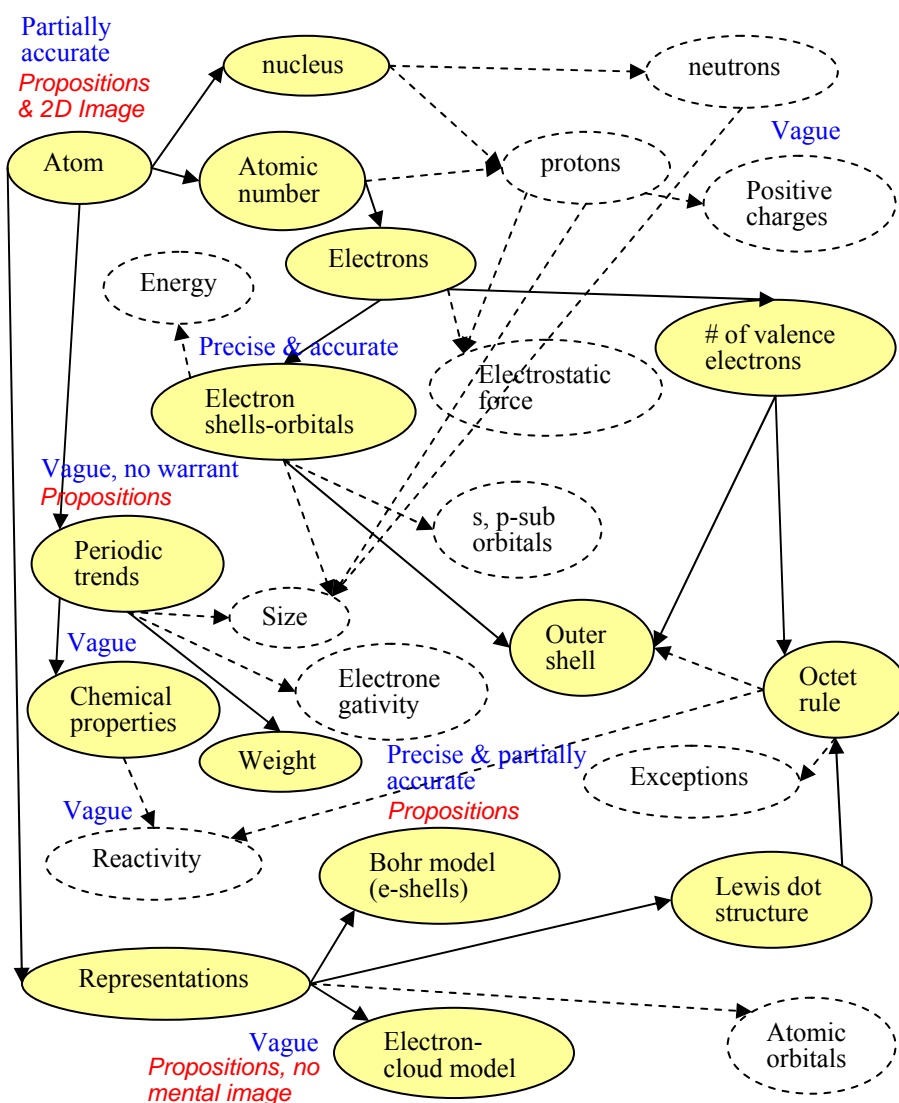 Partially
accurate
Propositions
& 2D Image
nucleus
neutrons
Vague
Atom
Atomic
number
protons
Positive
charges
Electrons
Energy
# of valence
electrons
Precise & accurate
Electron
shells-orbitals
Electrostatic
force
Vague, no warrant
Propositions
s, p-sub
orbitals
Periodic
trends
Size
Outer
shell
Vague
Octet
rule
Chemical
properties
Electrone
gativity
Weight
Precise & partially
accurate
Propositions
Exceptions
Vague
Reactivity
Bohr model
(e-shells)
Lewis dot
structure
Representations
Atomic
orbitals
Vague
Propositions, no
mental image
Electron-
cloud model